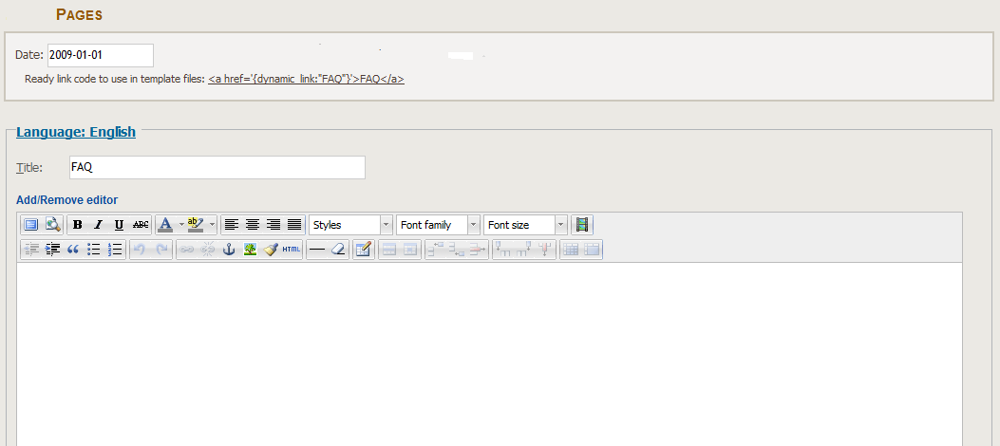 PAGES
Date: 2009-01-01
Ready link code to use in template files: <a href='{dynamic_link:"FAQ"}'>FAQ</a>
Language: English
Title: FAQ
Add/Remove editor
B I U ABC A ab Styles Font family Font size
HTML